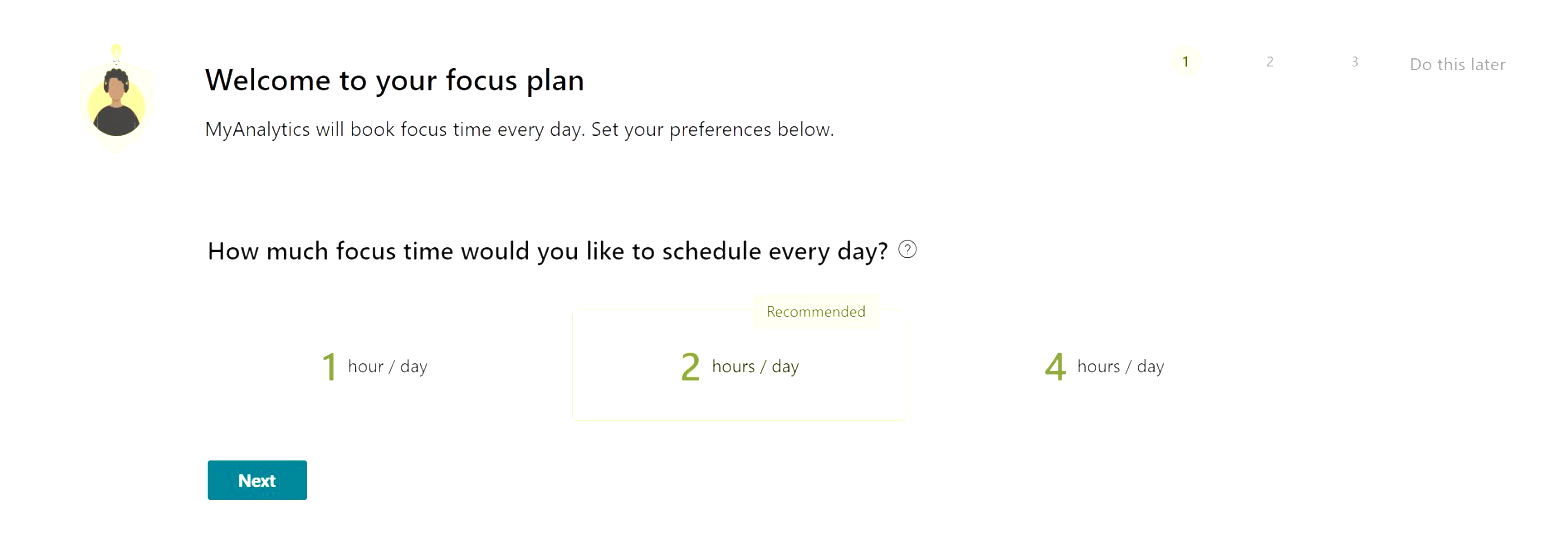 Welcome to your focus plan
1 2 3 Do this later
MyAnalytics will book focus time every day. Set your preferences below.
How much focus time would you like to schedule every day? ?
Recommended
1 hour / day
2 hours / day
4 hours / day
Next